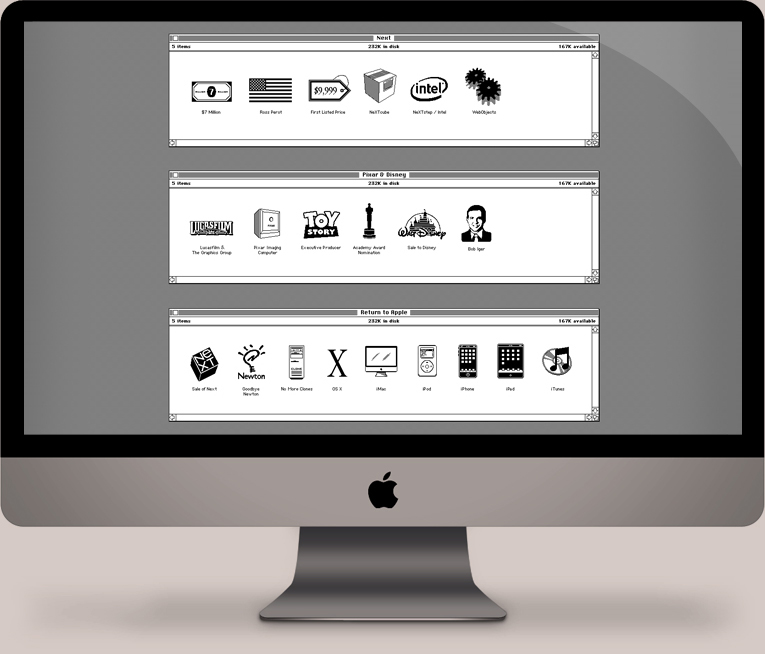 Next
5 items 232K in disk 167K available
$9,999
intel
$7 Million
Ross Perot
First Listed Price
NeXTcube
NeXTstep / Intel
WebObjects
Pixar & Disney
5 items 232K in disk 167K available
LUCASFILM
TOY
STORY
WALT DISNEY
Lucasfilm &
The Graphics Group
Pixar Imaging
Computer
Executive Producer
Academy Award
Nomination
Sale to Disney
Bob Iger
Return to Apple
5 items 232K in disk 167K available
NeXT
Newton
CLONE
X
Sale of Next
Goodbye
Newton
No More Clones
OS X
iMac
iPod
iPhone
iPad
iTunes